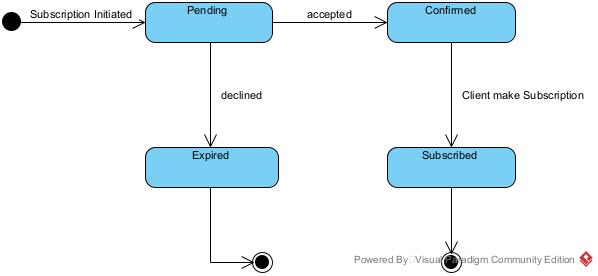 Subscription Initiated
Pending
accepted
Confirmed
declined
Client make Subscription
Expired
Subscribed
Powered By Visual Paradigm Community Edition